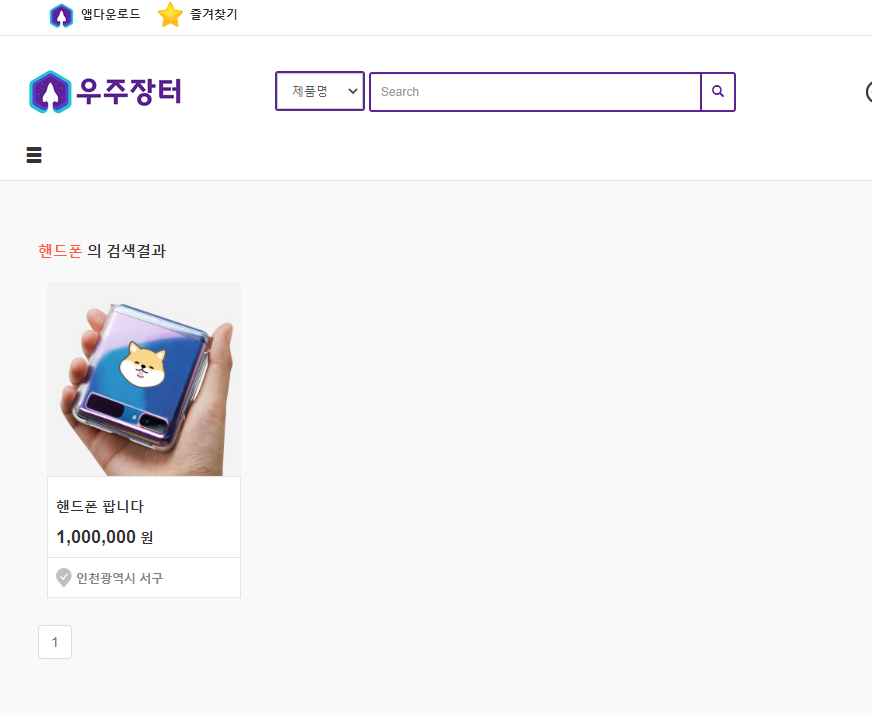 앱다운로드 즐겨찾기
우주장터
제품명 Search
핸드폰 의 검색결과
핸드폰 팝니다
1,000,000 원
인천광역시 서구
1